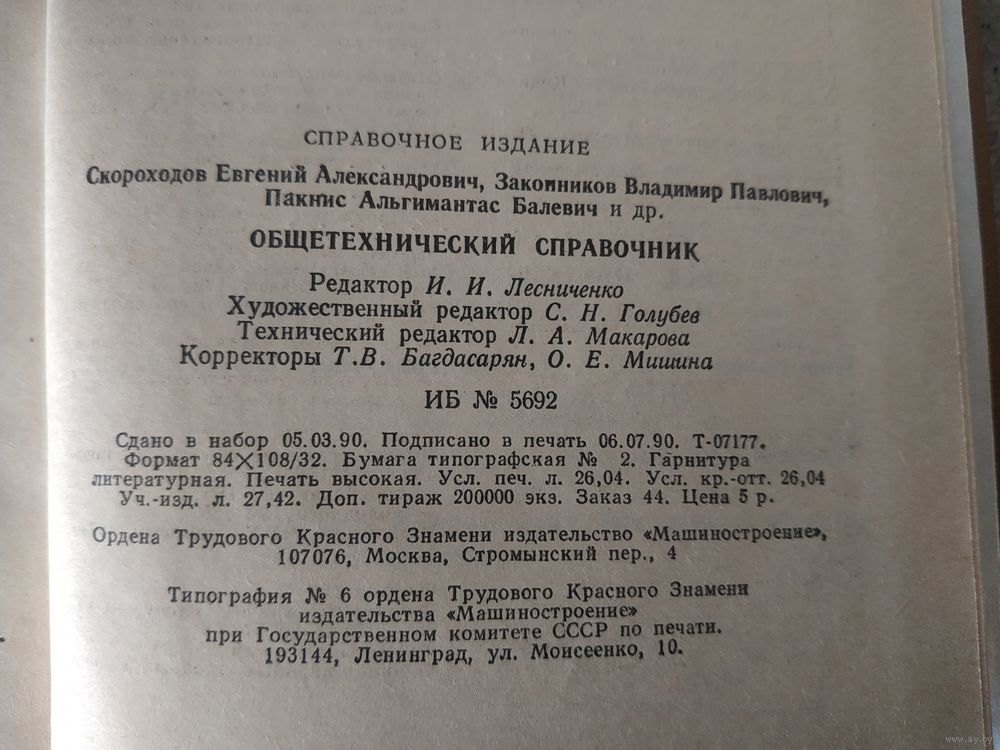 СПРАВОЧНОЕ ИЗДАНИЕ
Скороходов Евгений Александрович, Законников Владимир Павлович,
Пакнис Альгимантас Балевич и др.
ОБЩЕТЕХНИЧЕСКИЙ СПРАВОЧНИК
Редактор И. И. Лесниченко
Художественный редактор С. Н. Голубев
Технический редактор Л. А. Макарова
Корректоры Т.В. Багдасарян, О. Е. Мишина
ИБ № 5692
Сдано в набор 05.03.90. Подписано в печать 06.07.90. Т-07177.
Формат 84×108/32. Бумага типографская № 2. Гарнитура
литературная. Печать высокая. Усл. печ. л. 26,04. Усл. кр.-отт. 26,04
Уч.-изд. л. 27,42. Доп. тираж 200000 экз. Заказ 44. Цена 5 р.
Ордена Трудового Красного Знамени издательство «Машиностроение»,
107076, Москва, Стромынский пер., 4
Типография № 6 ордена Трудового Красного Знамени
издательства «Машиностроение»
при Государственном комитете СССР по печати.
193144, Ленинград, ул. Моисеенко, 10.
www.ay.by